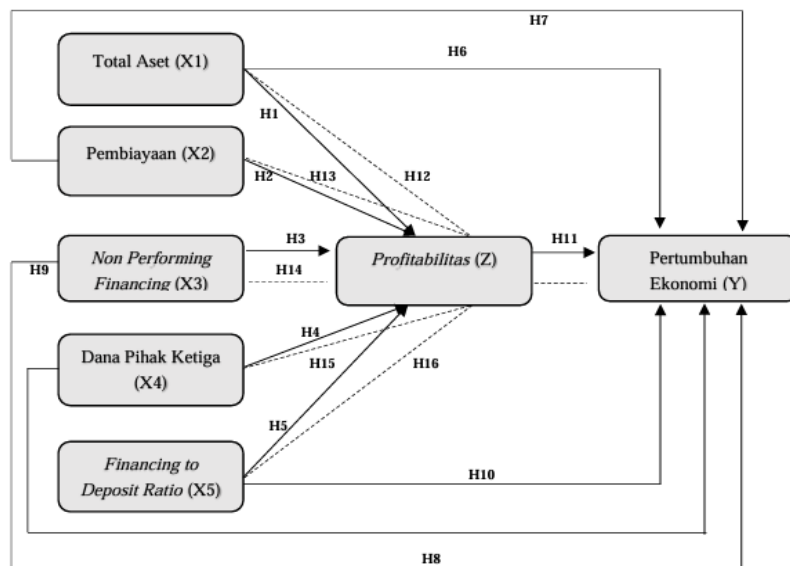 H7
Total Aset (X1)
H6
H1
Pembiayaan (X2)
H2
H13
H12
H9
Non Performing
Financing (X3)
H3
H14
Profitabilitas (Z)
H11
Pertumbuhan
Ekonomi (Y)
Dana Pihak Ketiga
(X4)
H4
H15
H16
H5
Financing to
Deposit Ratio (X5)
H10
H8